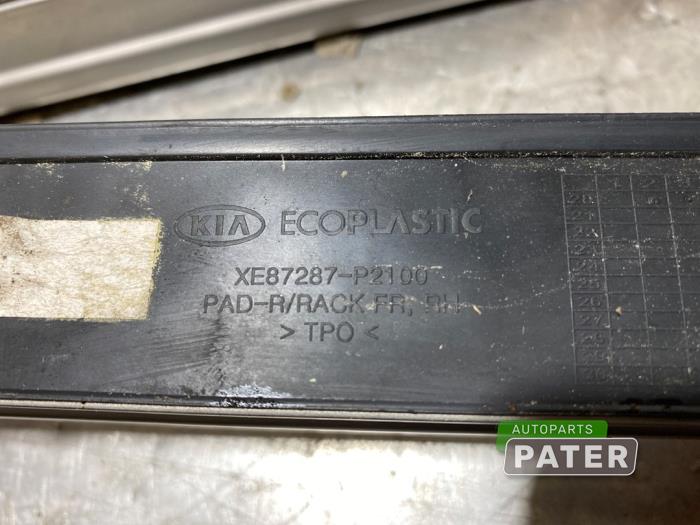 KIA ECOPLASTIC
XE87287-P2100
PAD-R/RACK FR, RH
> TPO <
AUTOPARTS
PATER